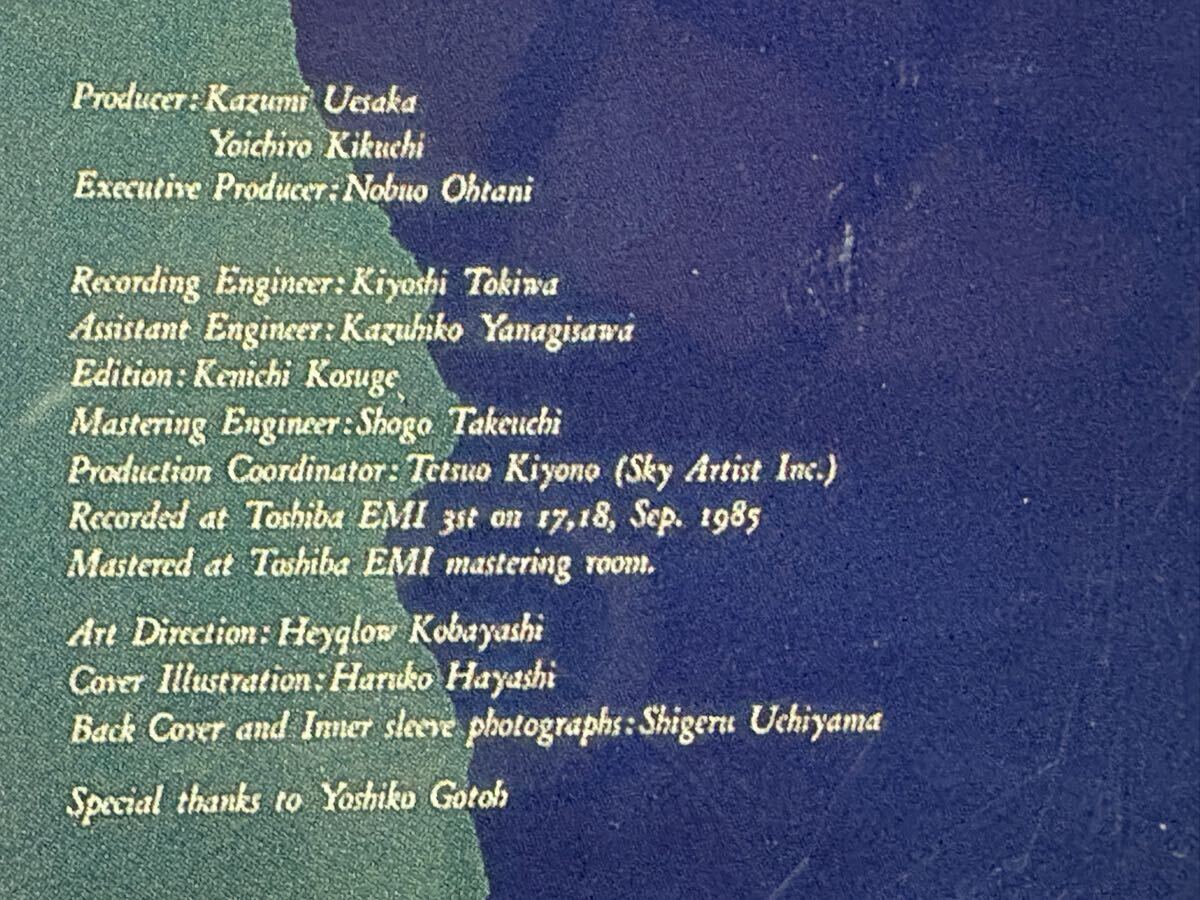 Producer: Kazumi Uesaka
Yoichiro Kikuchi
Executive Producer: Nobuo Ohtani
Recording Engineer: Kiyoshi Tokiwa
Assistant Engineer: Kazuhiko Yanagisawa
Edition: Kenichi Kosuge
Mastering Engineer: Shogo Takeuchi
Production Coordinator: Tetsuo Kiyono (Sky Artist Inc.)
Recorded at Toshiba EMI 3st on 17,18, Sep. 1985
Mastered at Toshiba EMI mastering room.
Art Direction: Heyqlow Kobayashi
Cover Illustration: Haruko Hayashi
Back Cover and Inner sleeve photographs: Shigeru Uchiyama
Special thanks to Yoshiko Gotoh